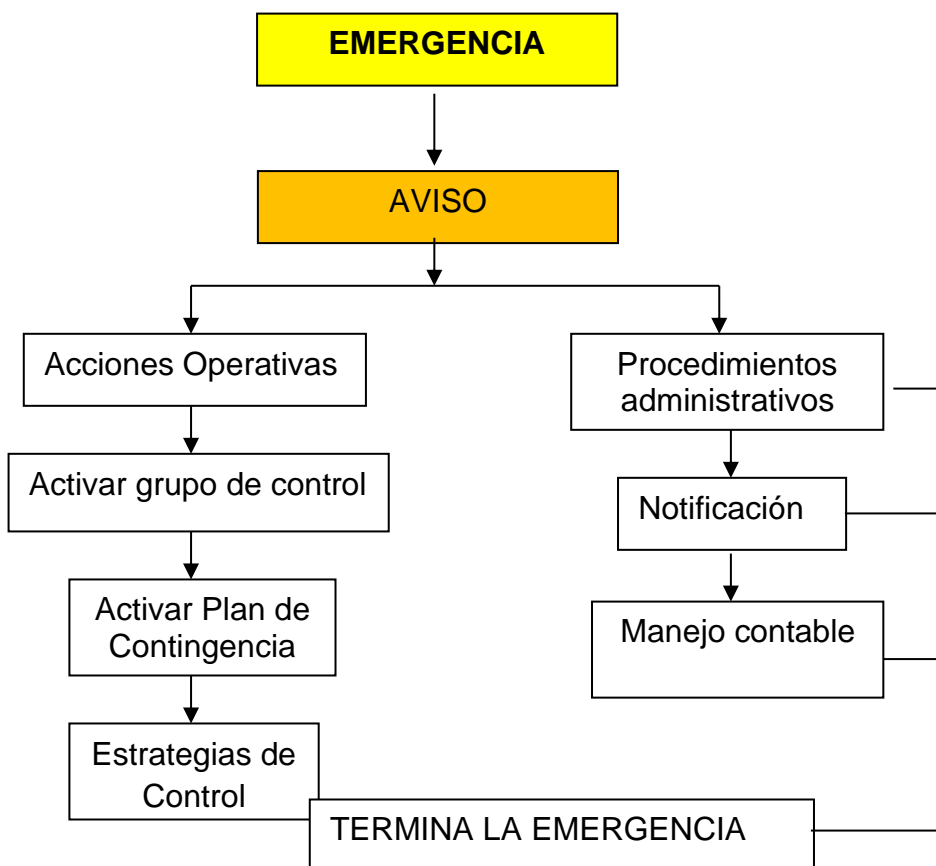 EMERGENCIA
AVISO
Acciones Operativas
Activar grupo de control
Activar Plan de
Contingencia
Estrategias de
Control
Procedimientos
administrativos
Notificación
Manejo contable
TERMINA LA EMERGENCIA